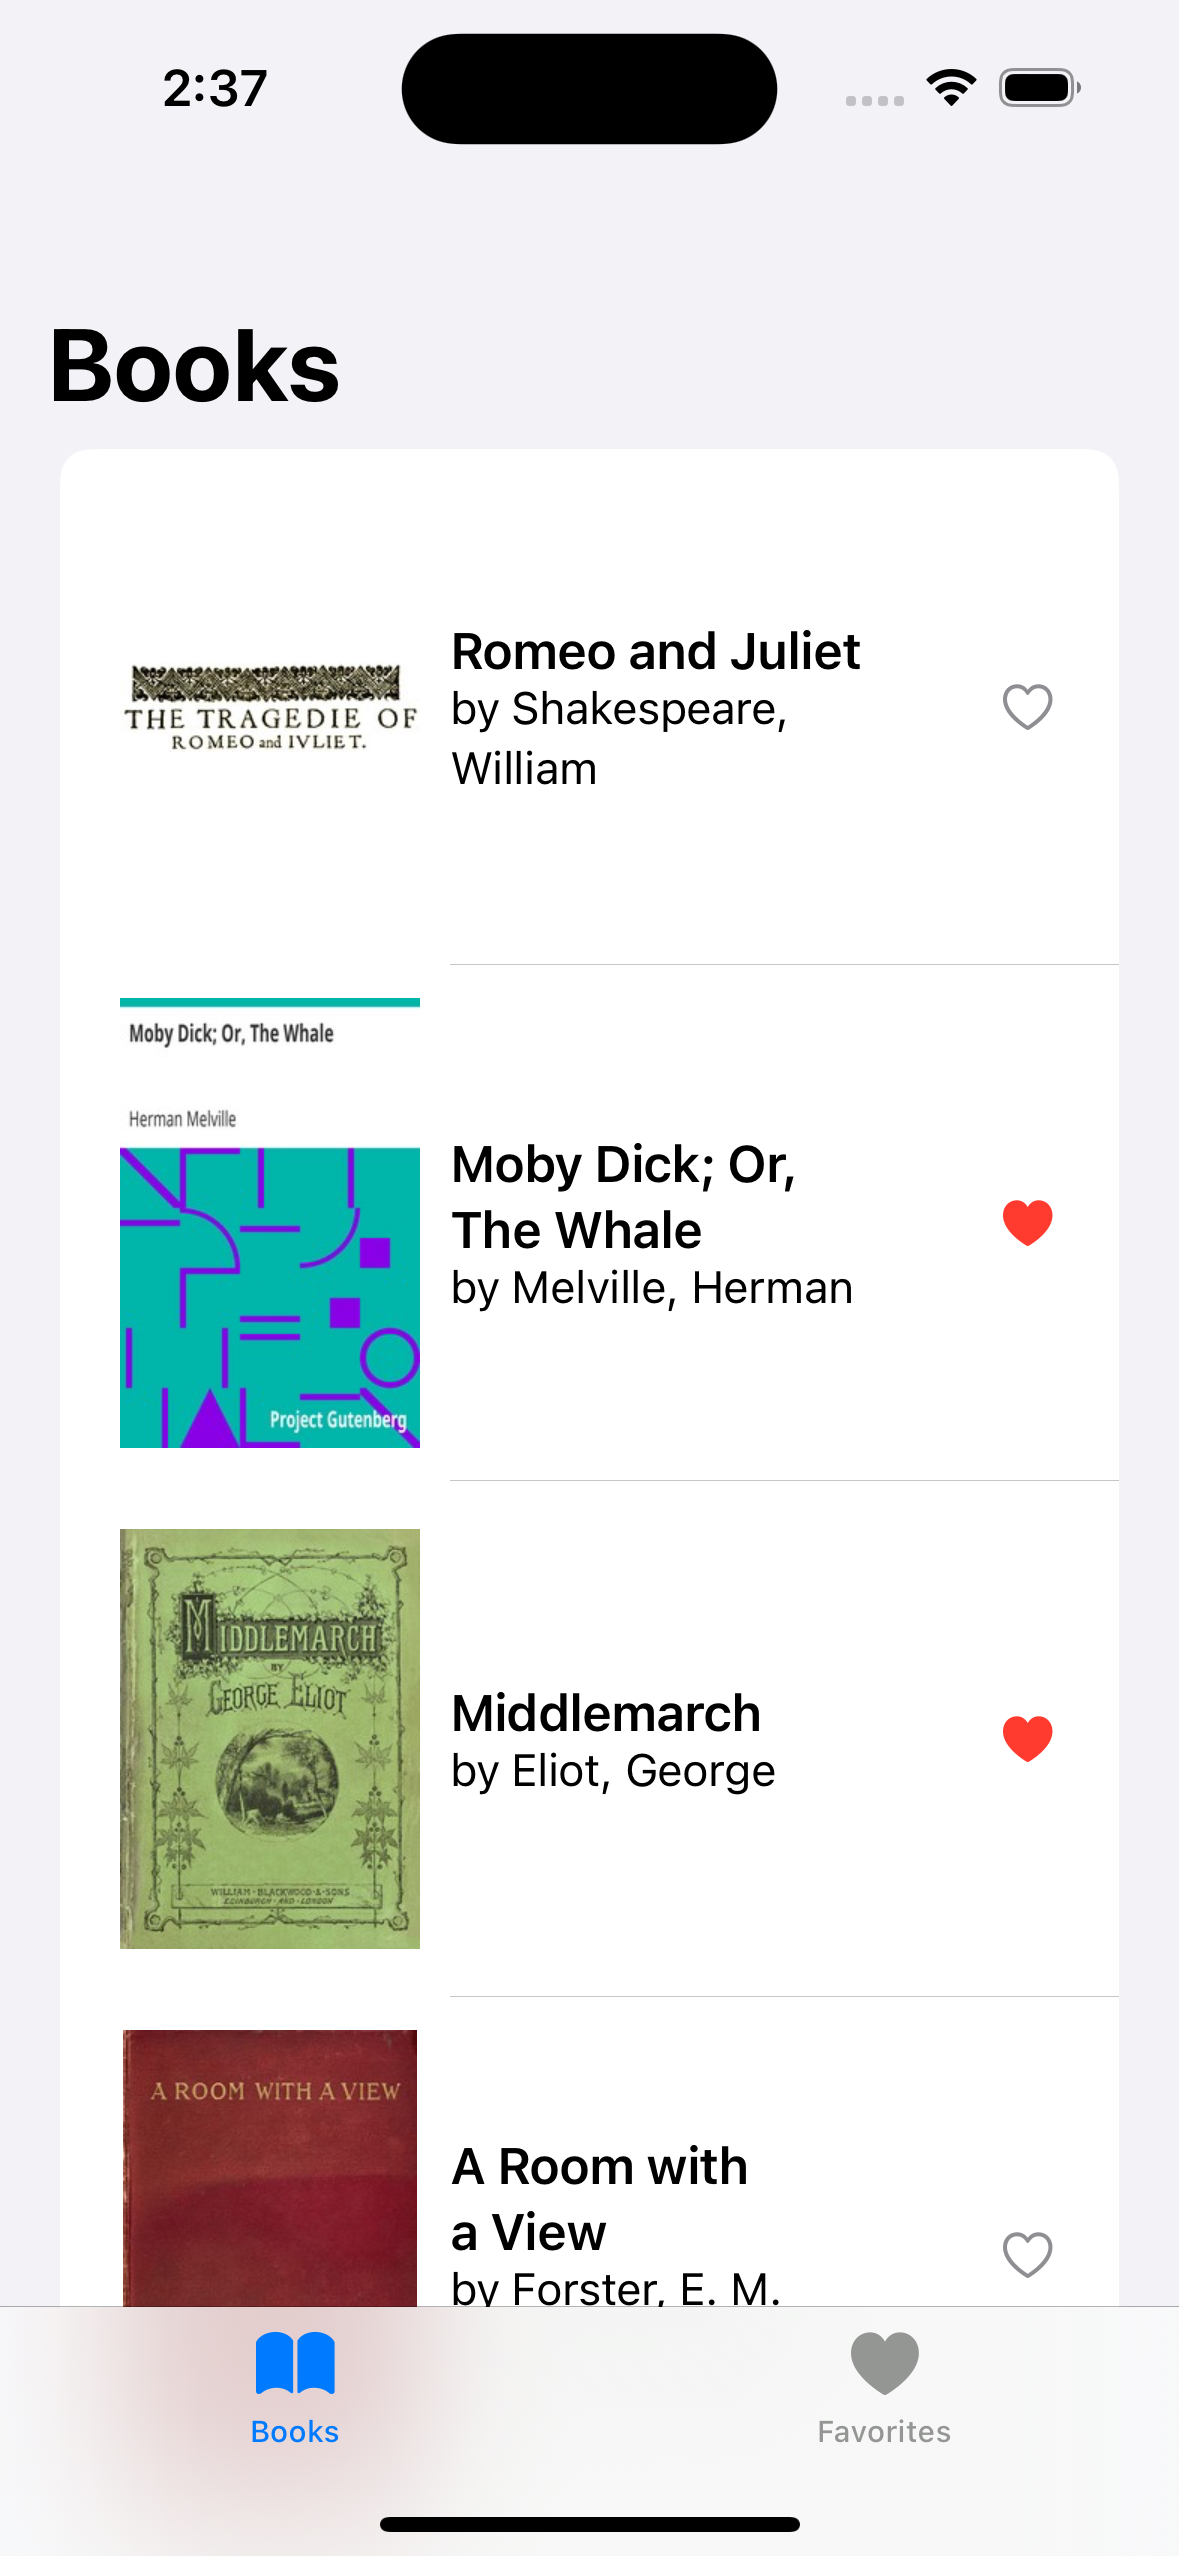 2:37
Books
THE TRAGEDIE OF
ROMEO and IVLIET.
Romeo and Juliet
by Shakespeare,
William
Moby Dick; Or, The Whale
Herman Melville
Project Gutenberg
Moby Dick; Or,
The Whale
by Melville, Herman
MIDDLEMARCH
BY
GEORGE ELIOT
WILLIAM·BLACKWOOD·&·SONS
EDINBURGH·AND·LONDON
Middlemarch
by Eliot, George
A ROOM WITH A VIEW
A Room with
a View
by Forster, E. M.
Books
Favorites